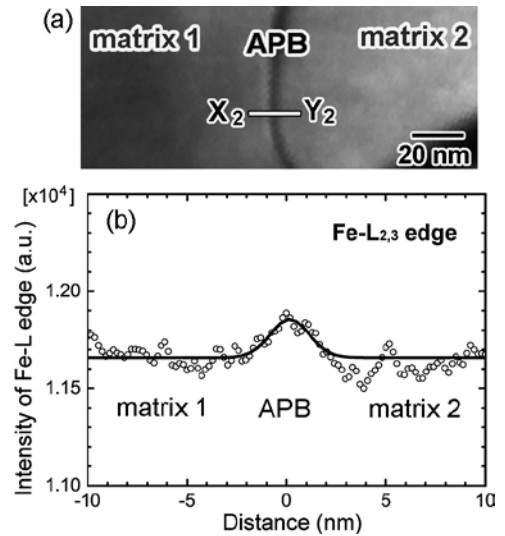 (a)
matrix 1 APB matrix 2
X2 Y2
20 nm
[x10^4]
(b) Fe-L2,3 edge
1.20
1.15
1.10
Intensity of Fe-L edge (a.u.)
matrix 1 APB matrix 2
-10 -5 0 5 10
Distance (nm)